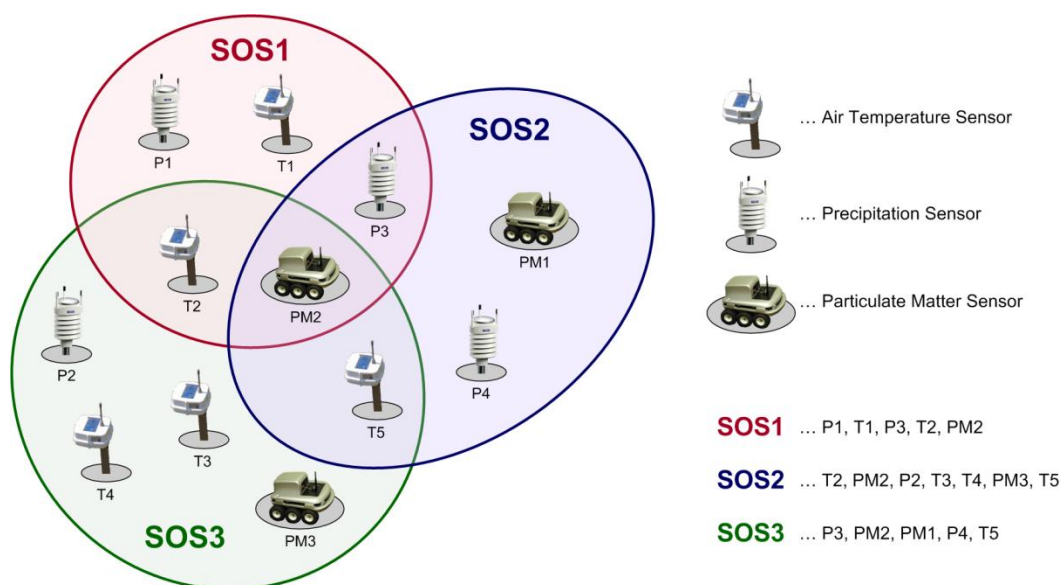 SOS1
SOS2
P1
T1
P3
PM1
T2
PM2
P2
P4
T5
T3
T4
PM3
SOS3
... Air Temperature Sensor
... Precipitation Sensor
... Particulate Matter Sensor
SOS1 ... P1, T1, P3, T2, PM2
SOS2 ... T2, PM2, P2, T3, T4, PM3, T5
SOS3 ... P3, PM2, PM1, P4, T5